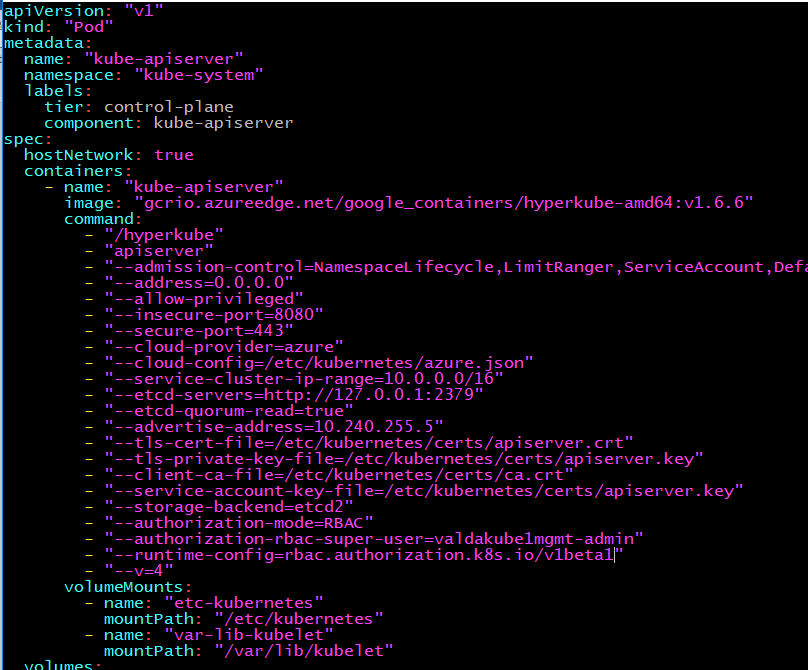 apiVersion: "v1"
kind: "Pod"
metadata:
  name: "kube-apiserver"
  namespace: "kube-system"
  labels:
    tier: control-plane
    component: kube-apiserver
spec:
  hostNetwork: true
  containers:
    - name: "kube-apiserver"
      image: "gcrio.azureedge.net/google_containers/hyperkube-amd64:v1.6.6"
      command:
        - "/hyperkube"
        - "apiserver"
        - "--admission-control=NamespaceLifecycle,LimitRanger,ServiceAccount,Defa
        - "--address=0.0.0.0"
        - "--allow-privileged"
        - "--insecure-port=8080"
        - "--secure-port=443"
        - "--cloud-provider=azure"
        - "--cloud-config=/etc/kubernetes/azure.json"
        - "--service-cluster-ip-range=10.0.0.0/16"
        - "--etcd-servers=http://127.0.0.1:2379"
        - "--etcd-quorum-read=true"
        - "--advertise-address=10.240.255.5"
        - "--tls-cert-file=/etc/kubernetes/certs/apiserver.crt"
        - "--tls-private-key-file=/etc/kubernetes/certs/apiserver.key"
        - "--client-ca-file=/etc/kubernetes/certs/ca.crt"
        - "--service-account-key-file=/etc/kubernetes/certs/apiserver.key"
        - "--storage-backend=etcd2"
        - "--authorization-mode=RBAC"
        - "--authorization-rbac-super-user=valdakube1mgmt-admin"
        - "--runtime-config=rbac.authorization.k8s.io/v1beta1"
        - "--v=4"
      volumeMounts:
        - name: "etc-kubernetes"
          mountPath: "/etc/kubernetes"
        - name: "var-lib-kubelet"
          mountPath: "/var/lib/kubelet"
  volumes: